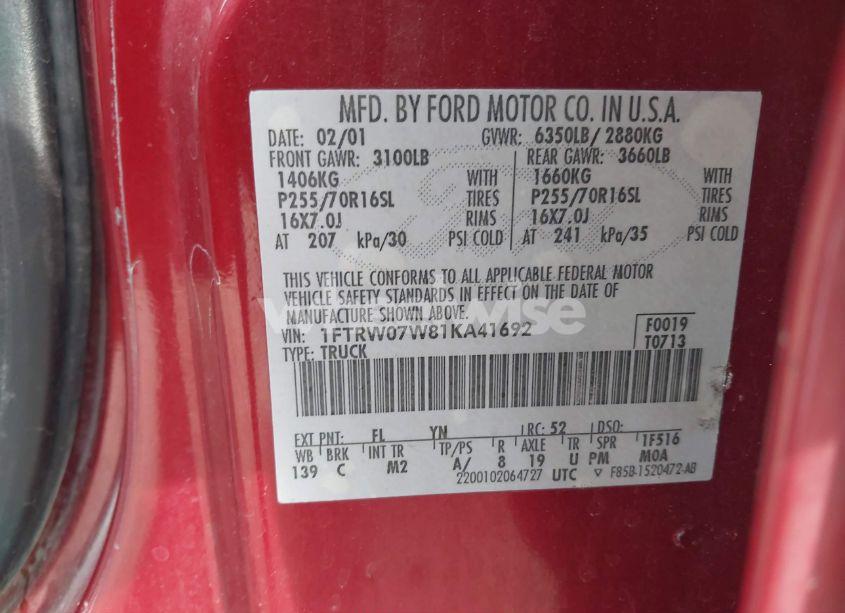 MFD. BY FORD MOTOR CO. IN U.S.A.
DATE: 02/01 GVWR: 6350LB/ 2880KG
FRONT GAWR: 3100LB REAR GAWR: 3660LB
1406KG WITH 1660KG WITH
P255/70R16SL TIRES P255/70R16SL TIRES
16X7.0J RIMS 16X7.0J RIMS
AT 207 kPa/30 PSI COLD AT 241 kPa/35 PSI COLD
THIS VEHICLE CONFORMS TO ALL APPLICABLE FEDERAL MOTOR
VEHICLE SAFETY STANDARDS IN EFFECT ON THE DATE OF
MANUFACTURE SHOWN ABOVE.
VIN: 1FTRW07W81KA41692 F0019
TYPE: TRUCK T0713
EXT PNT: FL YN RC: 52 DSO:
WB BRK INT TR TP/PS R AXLE TR SPR 1F516
139 C M2 A/ 8 19 U PM M0A
2200102064727 UTC ▽ F85B-1520472-AB